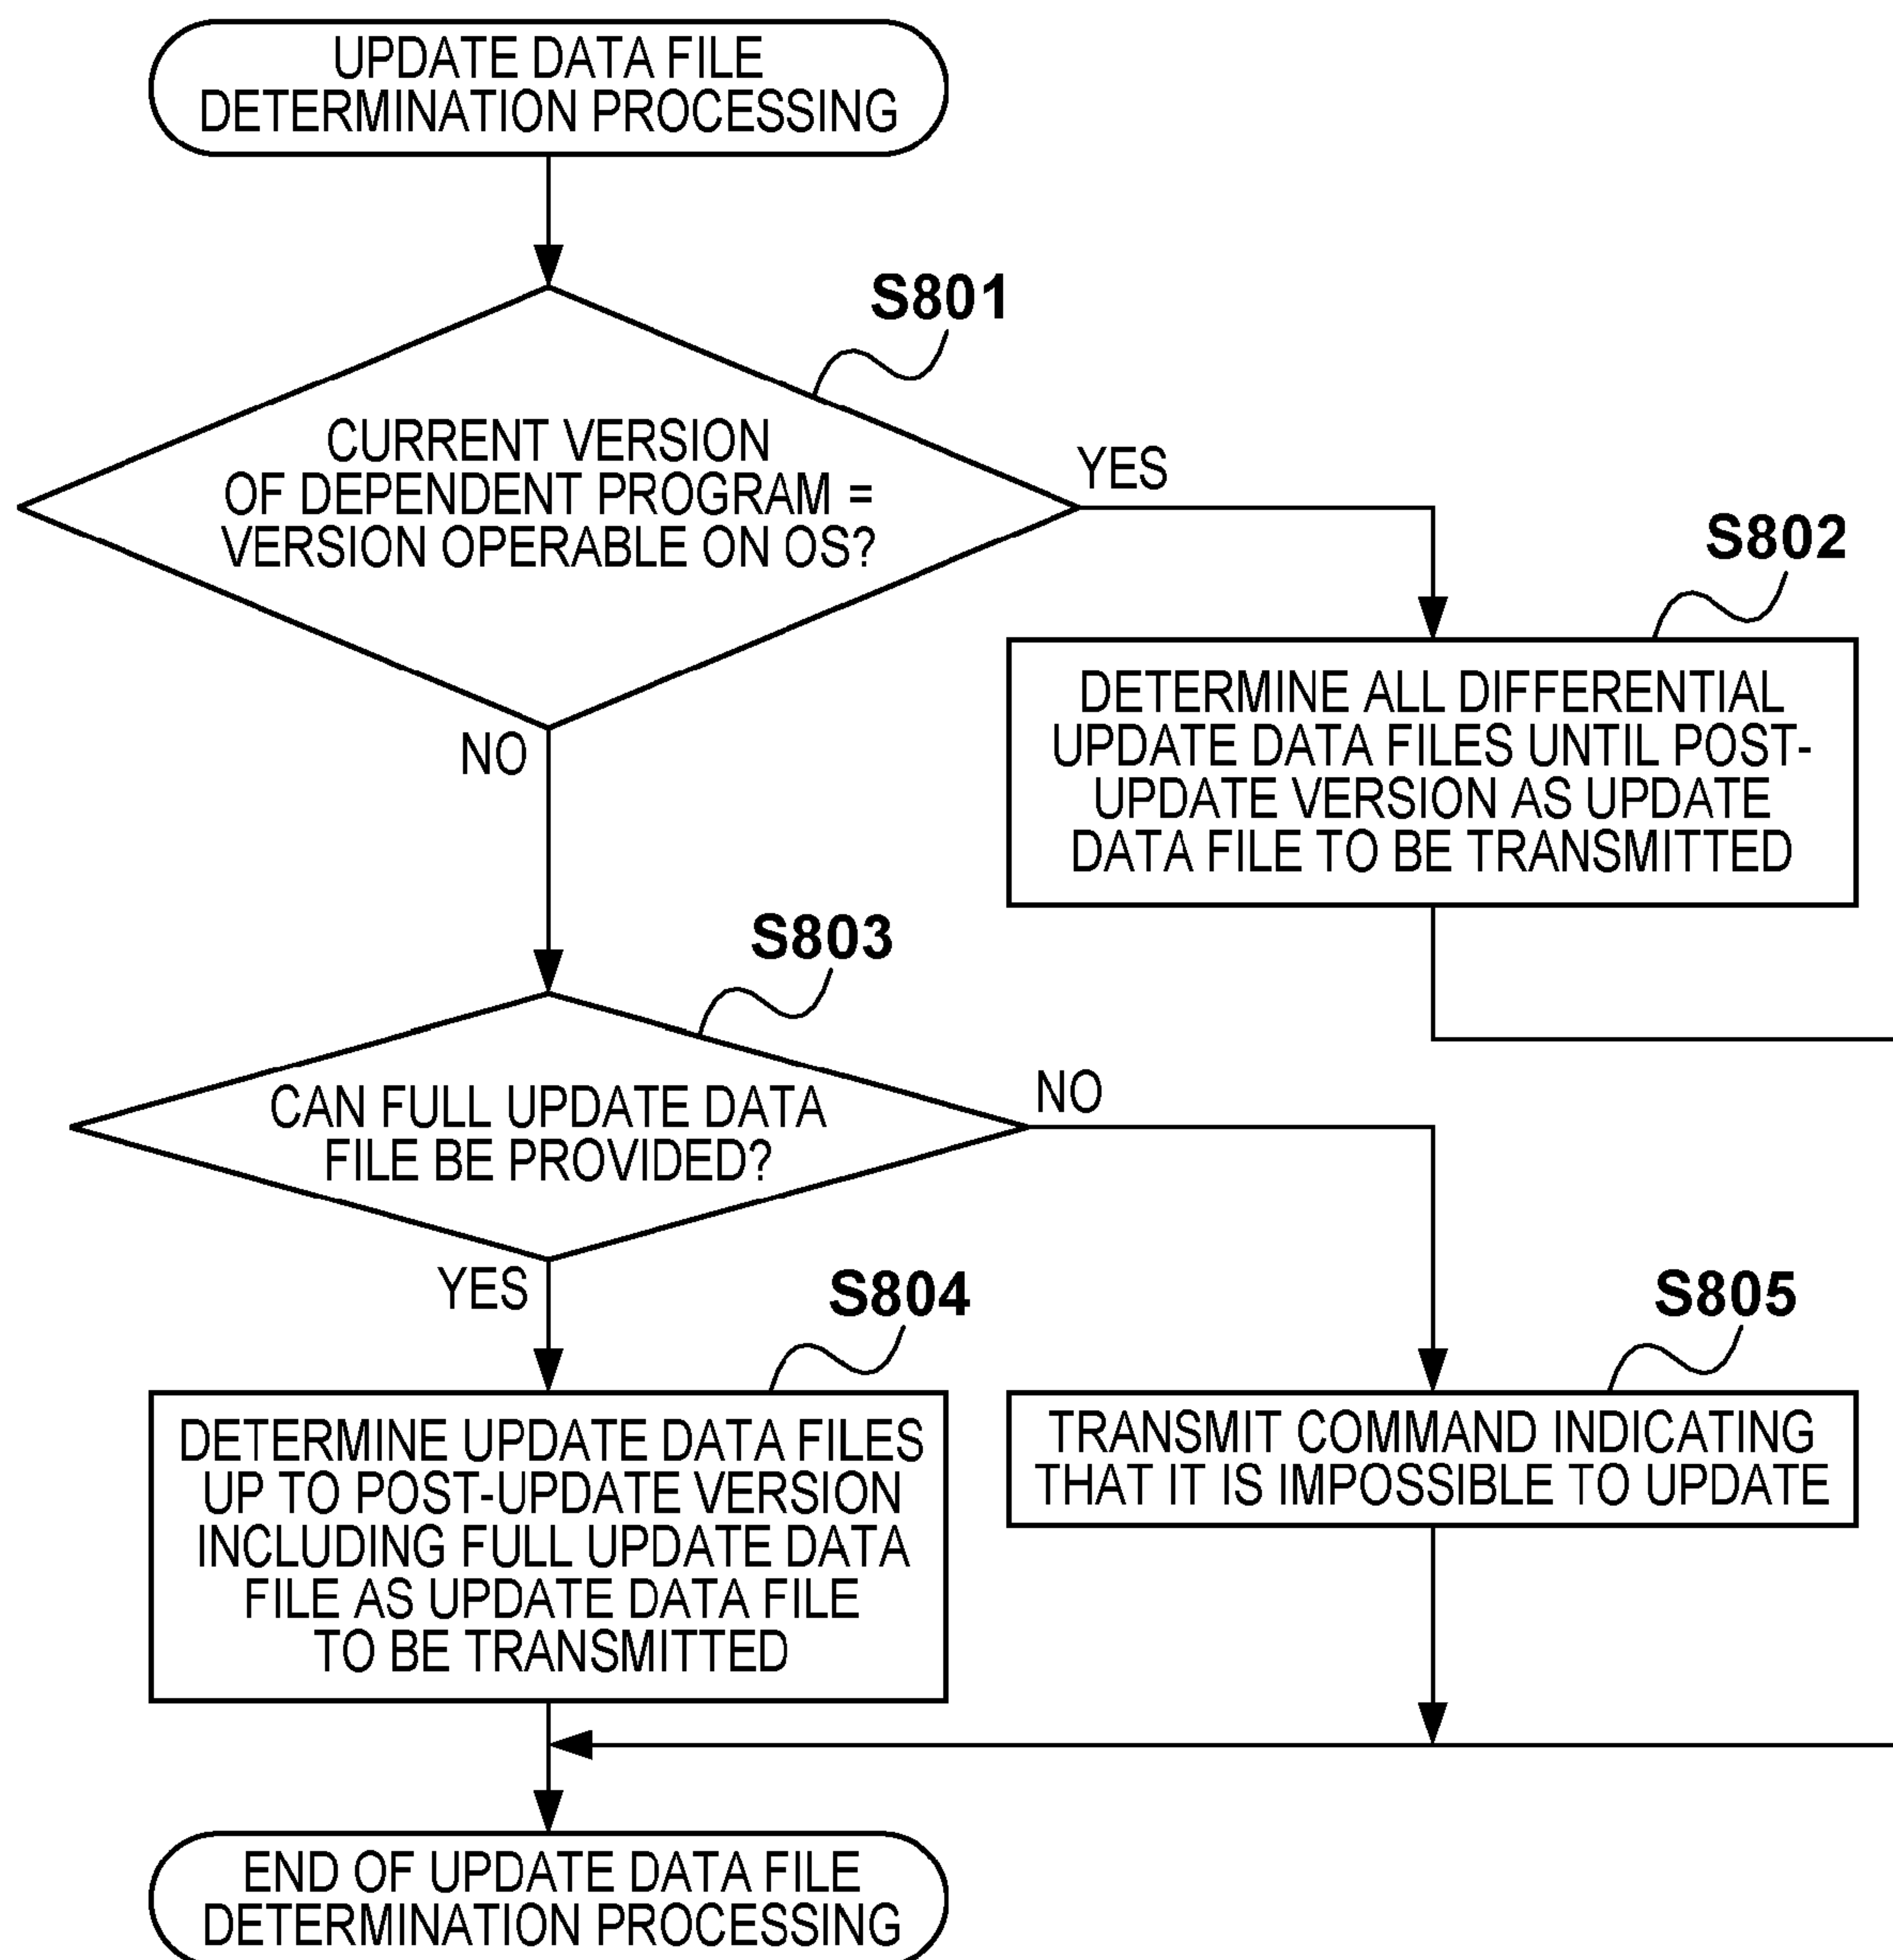 UPDATE DATA FILE
DETERMINATION PROCESSING
S801
CURRENT VERSION
OF DEPENDENT PROGRAM =
VERSION OPERABLE ON OS?
YES
S802
DETERMINE ALL DIFFERENTIAL
UPDATE DATA FILES UNTIL POST-
UPDATE VERSION AS UPDATE
DATA FILE TO BE TRANSMITTED
NO
S803
CAN FULL UPDATE DATA
FILE BE PROVIDED?
NO
YES
S804
DETERMINE UPDATE DATA FILES
UP TO POST-UPDATE VERSION
INCLUDING FULL UPDATE DATA
FILE AS UPDATE DATA FILE
TO BE TRANSMITTED
S805
TRANSMIT COMMAND INDICATING
THAT IT IS IMPOSSIBLE TO UPDATE
END OF UPDATE DATA FILE
DETERMINATION PROCESSING